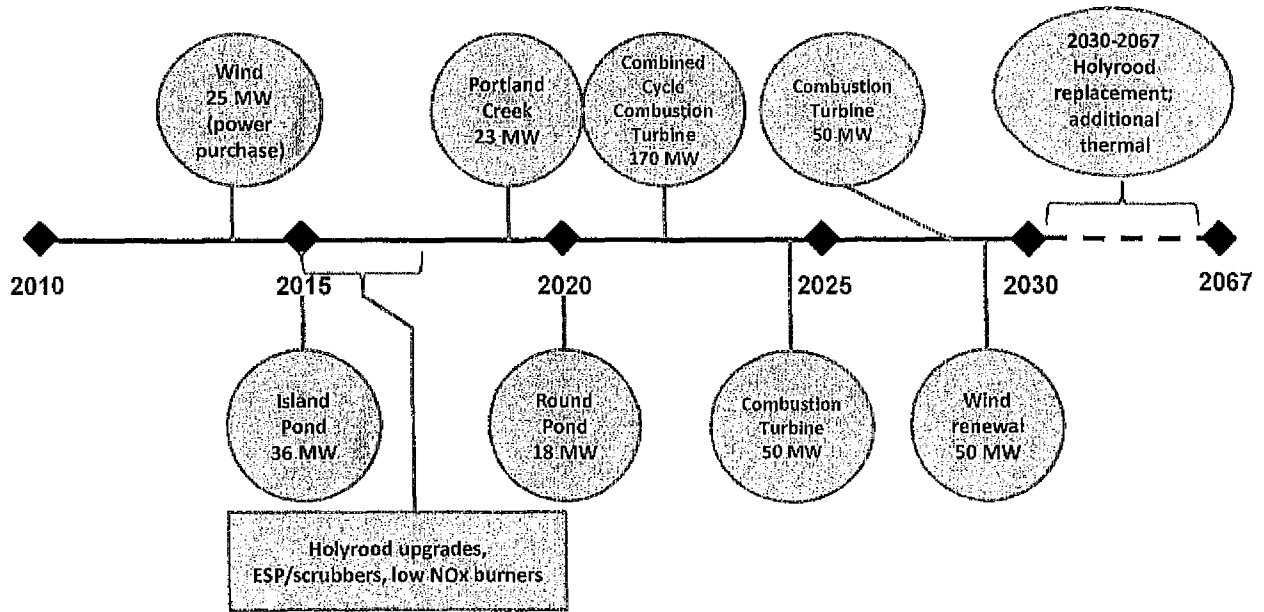 Wind
25 MW
(power
purchase)
Portland
Creek
23 MW
Combined
Cycle
Combustion
Turbine
170 MW
Combustion
Turbine
50 MW
2030-2067
Holyrood
replacement;
additional
thermal
2010
2015
2020
2025
2030
2067
Island
Pond
36 MW
Round
Pond
18 MW
Combustion
Turbine
50 MW
Wind
renewal
50 MW
Holyrood upgrades,
ESP/scrubbers, low NOx burners